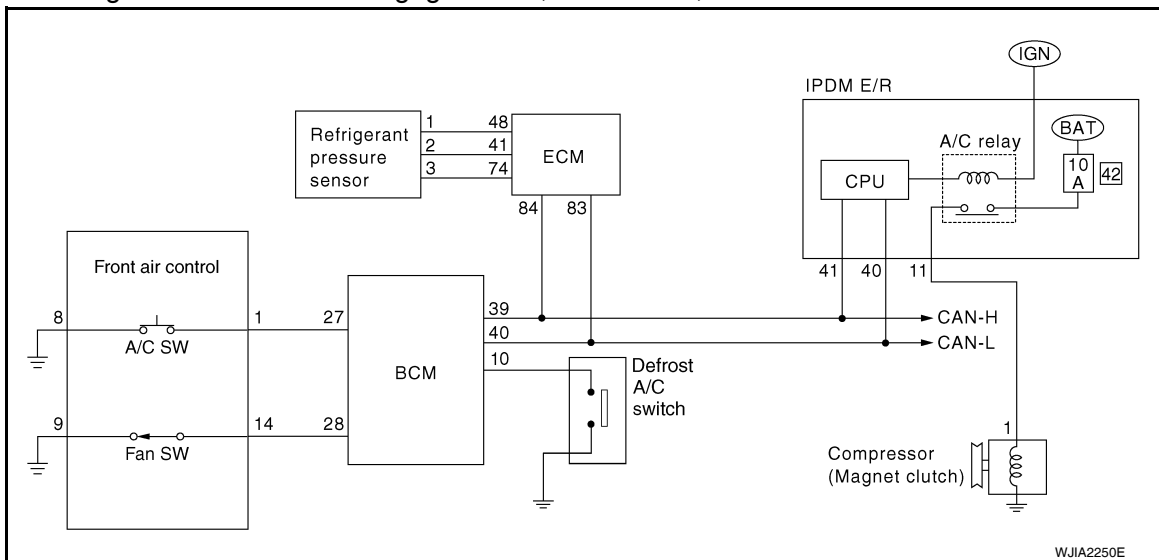 IGN
IPDM E/R
BAT
A/C relay
10
A
42
CPU
Refrigerant
pressure
sensor
1
2
3
48
41
74
ECM
84
83
41
40
11
Front air control
8
A/C SW
1
27
9
Fan SW
14
28
BCM
39
40
10
CAN-H
CAN-L
Defrost
A/C
switch
1
Compressor
(Magnet clutch)
WJIA2250E